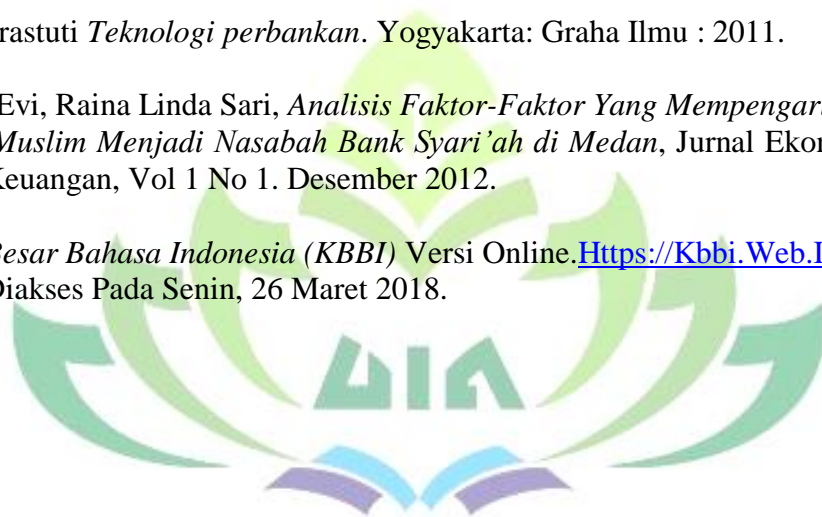 rastuti Teknologi perbankan. Yogyakarta: Graha Ilmu : 2011.
Evi, Raina Linda Sari, Analisis Faktor-Faktor Yang Mempengar
Muslim Menjadi Nasabah Bank Syari’ah di Medan, Jurnal Ekon
Keuangan, Vol 1 No 1. Desember 2012.
Besar Bahasa Indonesia (KBBI) Versi Online.Https://Kbbi.Web.I
Diakses Pada Senin, 26 Maret 2018.
UIN